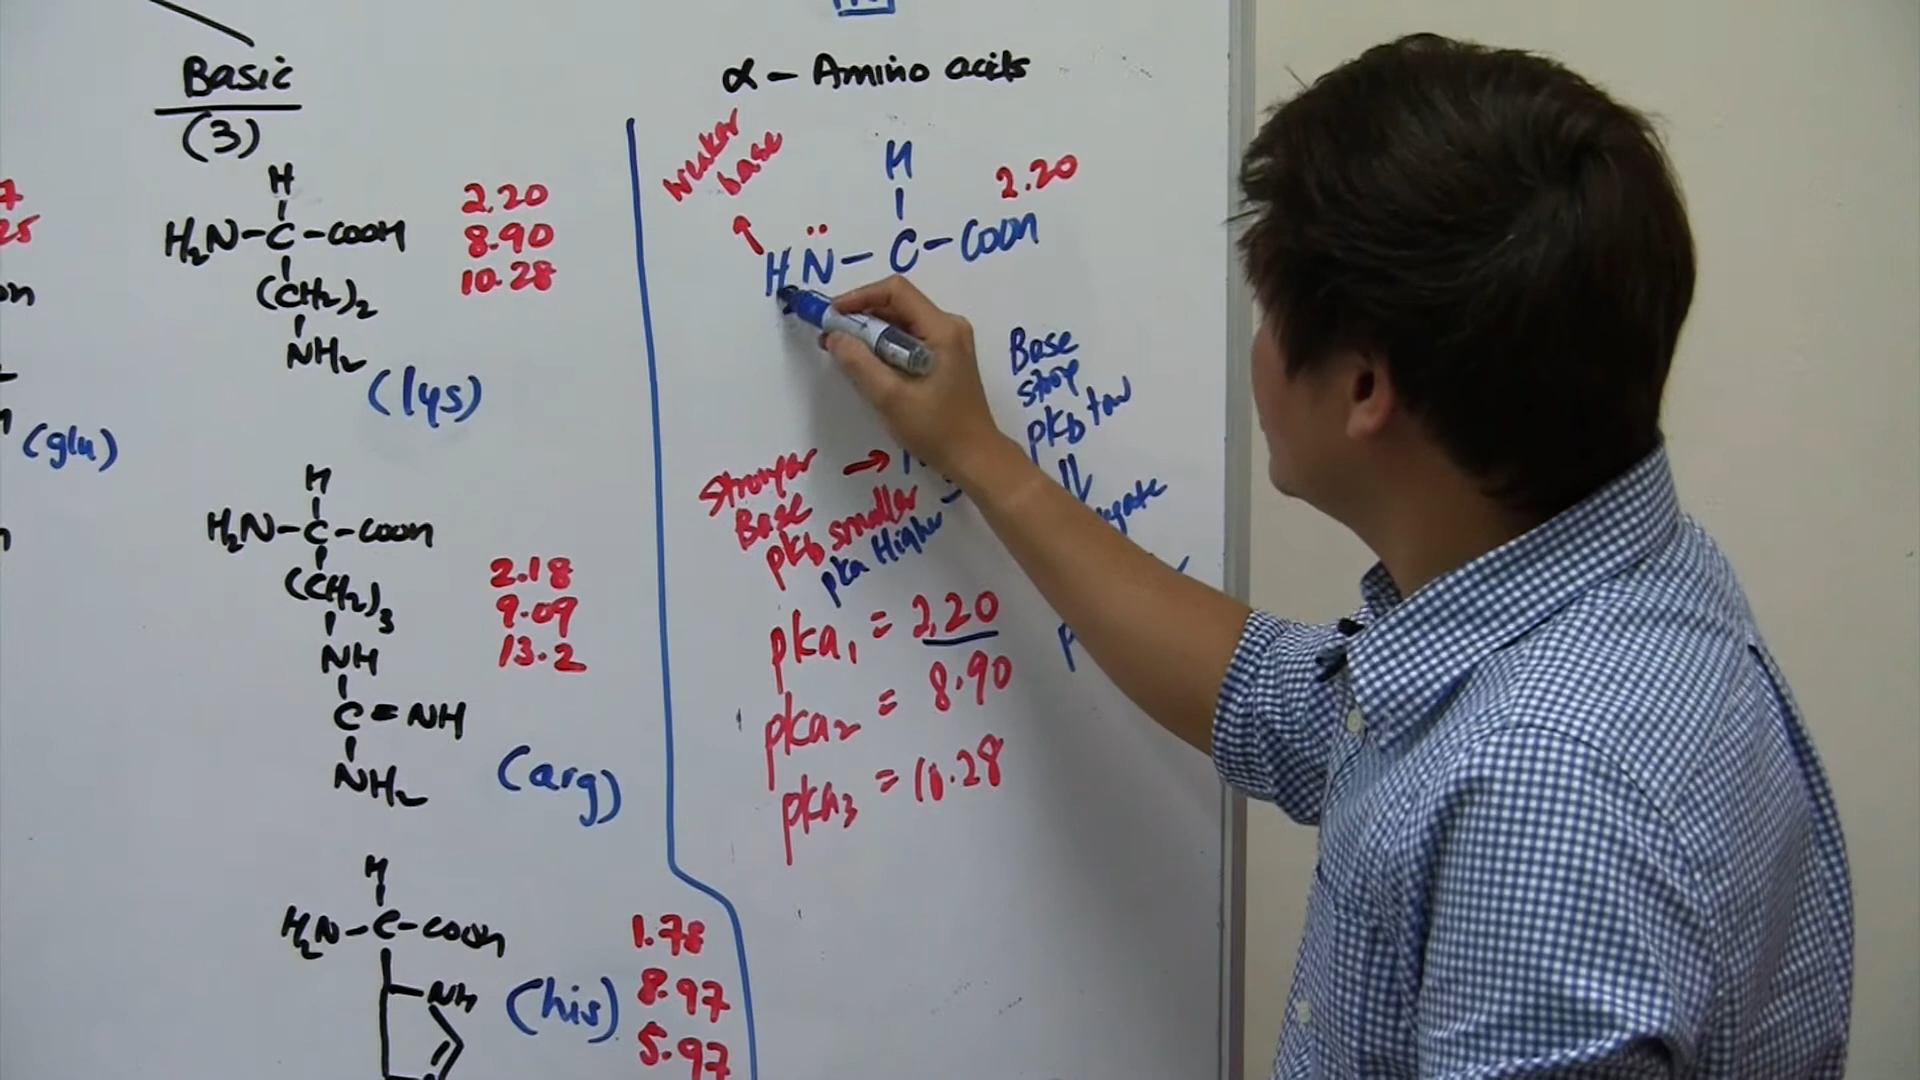 Basic
(3)
H
H2N-C-COOH
(CH2)2
NH2
2.20
8.90
10.28
(lys)
(glu)
H
H2N-C-COOH
(CH2)3
NH
C=NH
NH2
2.18
9.09
13.2
(arg)
H
H2N-C-COOH
NH
(his)
1.78
8.97
5.97
α - Amino acids
weaker
base
H
2.20
HN-C-COOH
Base
strong
pkb low
Stronger
Base
pkb smaller
pka Higher
pka1 = 2.20
pka2 = 8.90
pka3 = 10.28